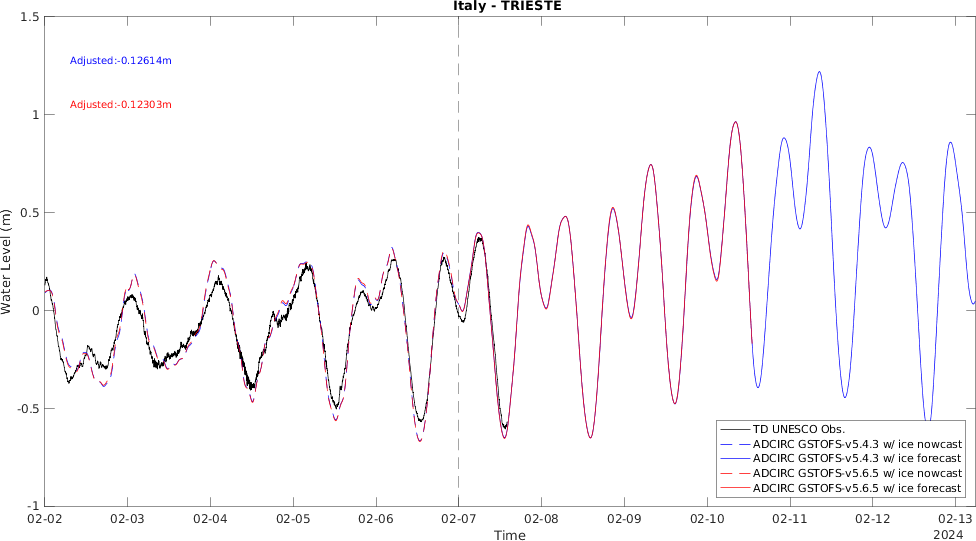 Italy - TRIESTE
1.5
1
0.5
0
-0.5
-1
Water Level (m)
Adjusted:-0.12614m
Adjusted:-0.12303m
TD UNESCO Obs.
ADCIRC GSTOFS-v5.4.3 w/ ice nowcast
ADCIRC GSTOFS-v5.4.3 w/ ice forecast
ADCIRC GSTOFS-v5.6.5 w/ ice nowcast
ADCIRC GSTOFS-v5.6.5 w/ ice forecast
02-02 02-03 02-04 02-05 02-06 02-07 02-08 02-09 02-10 02-11 02-12 02-13
Time
2024